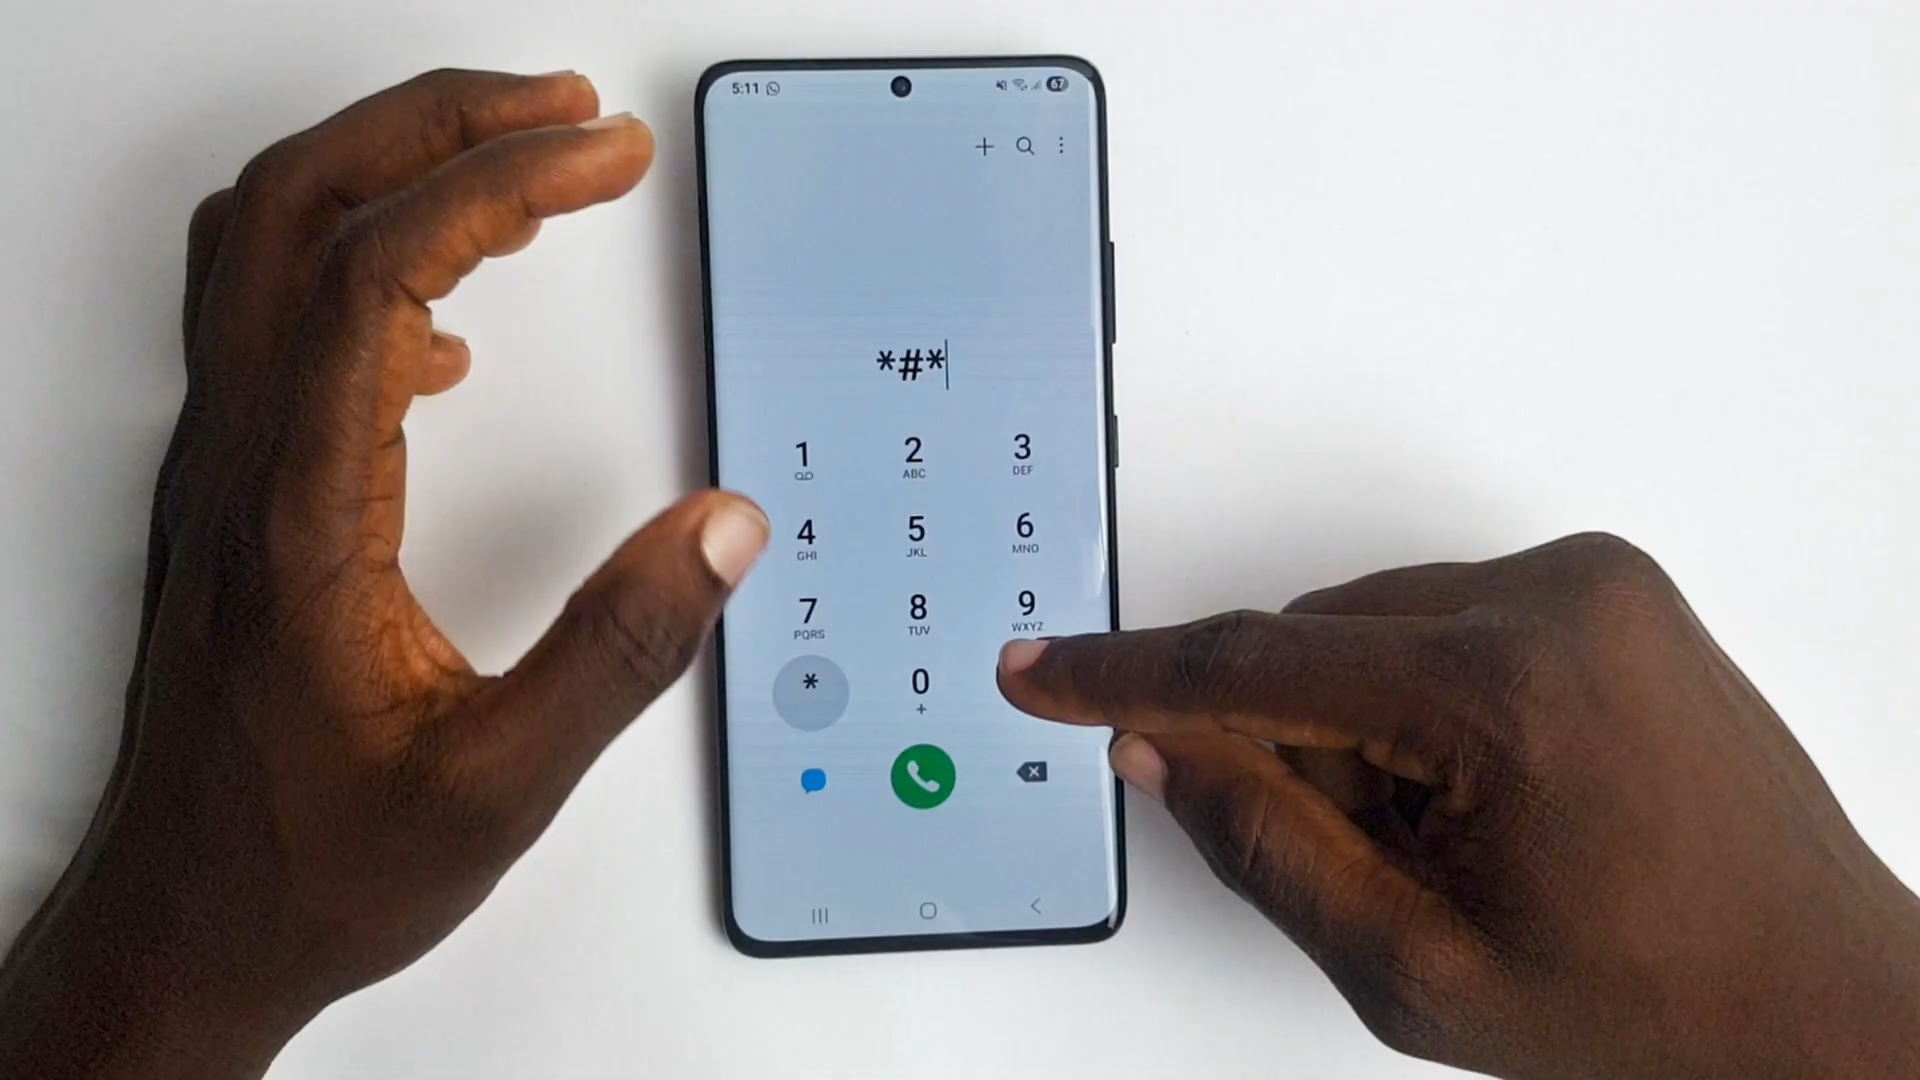 5:11 67
*#*
1 2 ABC 3 DEF
4 GHI 5 JKL 6 MNO
7 PQRS 8 TUV 9 WXYZ
* 0 +